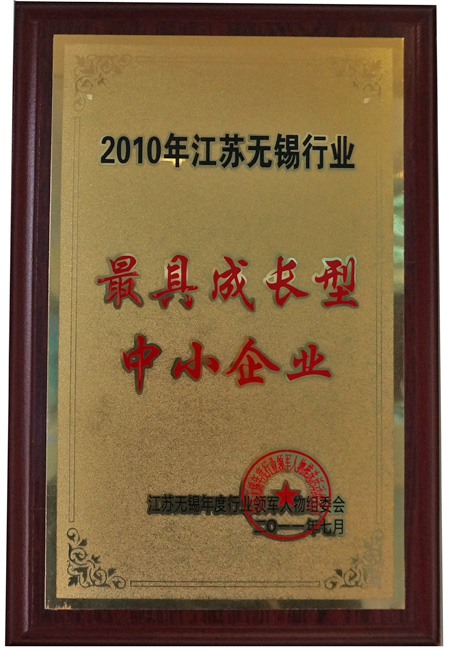 2010年江苏无锡行业
最具成长型
中小企业
江苏无锡年度行业领军人物组委会
二〇一一年七月